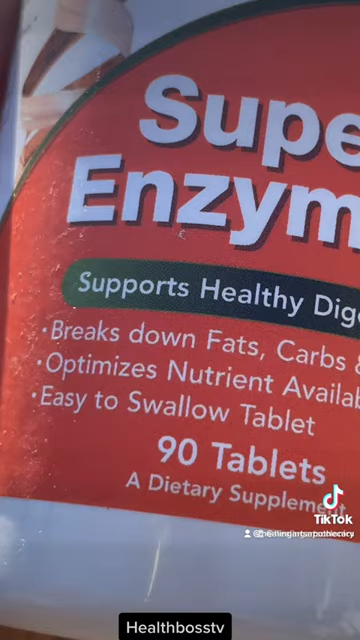 Supe
Enzym
Supports Healthy Dig
•Breaks down Fats, Carbs &
•Optimizes Nutrient Availab
•Easy to Swallow Tablet
90 Tablets
A Dietary Supplement
TikTok
Healthbosstv